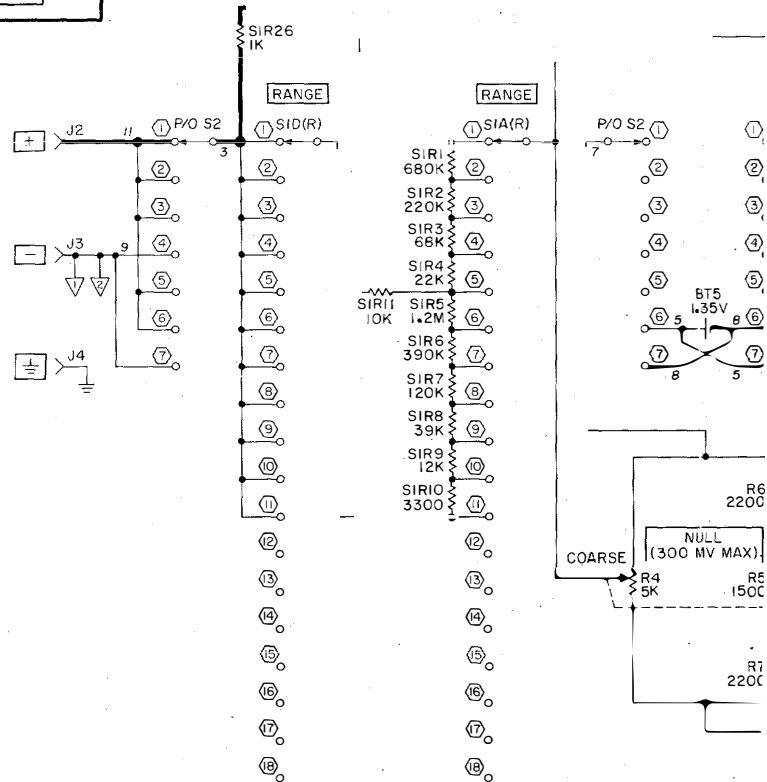 S1R26
1K
RANGE
RANGE
+
J2
11
1
P/O S2
3
1
S1D(R)
1
S1A(R)
P/O S2
7
1
1
2
2
2
2
2
3
3
3
3
3
4
4
4
4
4
5
5
5
5
5
6
6
6
6
6
7
7
7
7
7
8
8
9
9
10
10
11
11
12
12
13
13
14
14
15
15
16
16
17
17
18
18
-
J3
9
1
2
J4
S1R1
680K
S1R2
220K
S1R3
68K
S1R4
22K
S1R11
10K
S1R5
1.2M
S1R6
390K
S1R7
120K
S1R8
39K
S1R9
12K
S1R10
3300
BT5
1.35V
5
8
8
5
R6
2200
NULL
(300 MV MAX)
COARSE
R4
5K
R5
1500
R7
2200